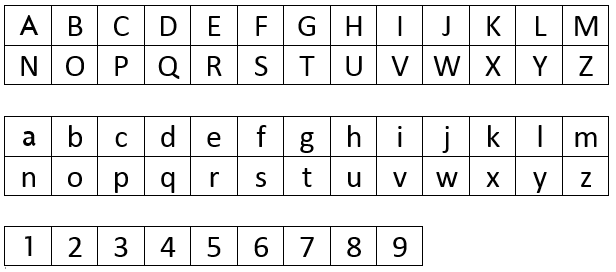 A B C D E F G H I J K L M
N O P Q R S T U V W X Y Z
a b c d e f g h i j k l m
n o p q r s t u v w x y z
1 2 3 4 5 6 7 8 9